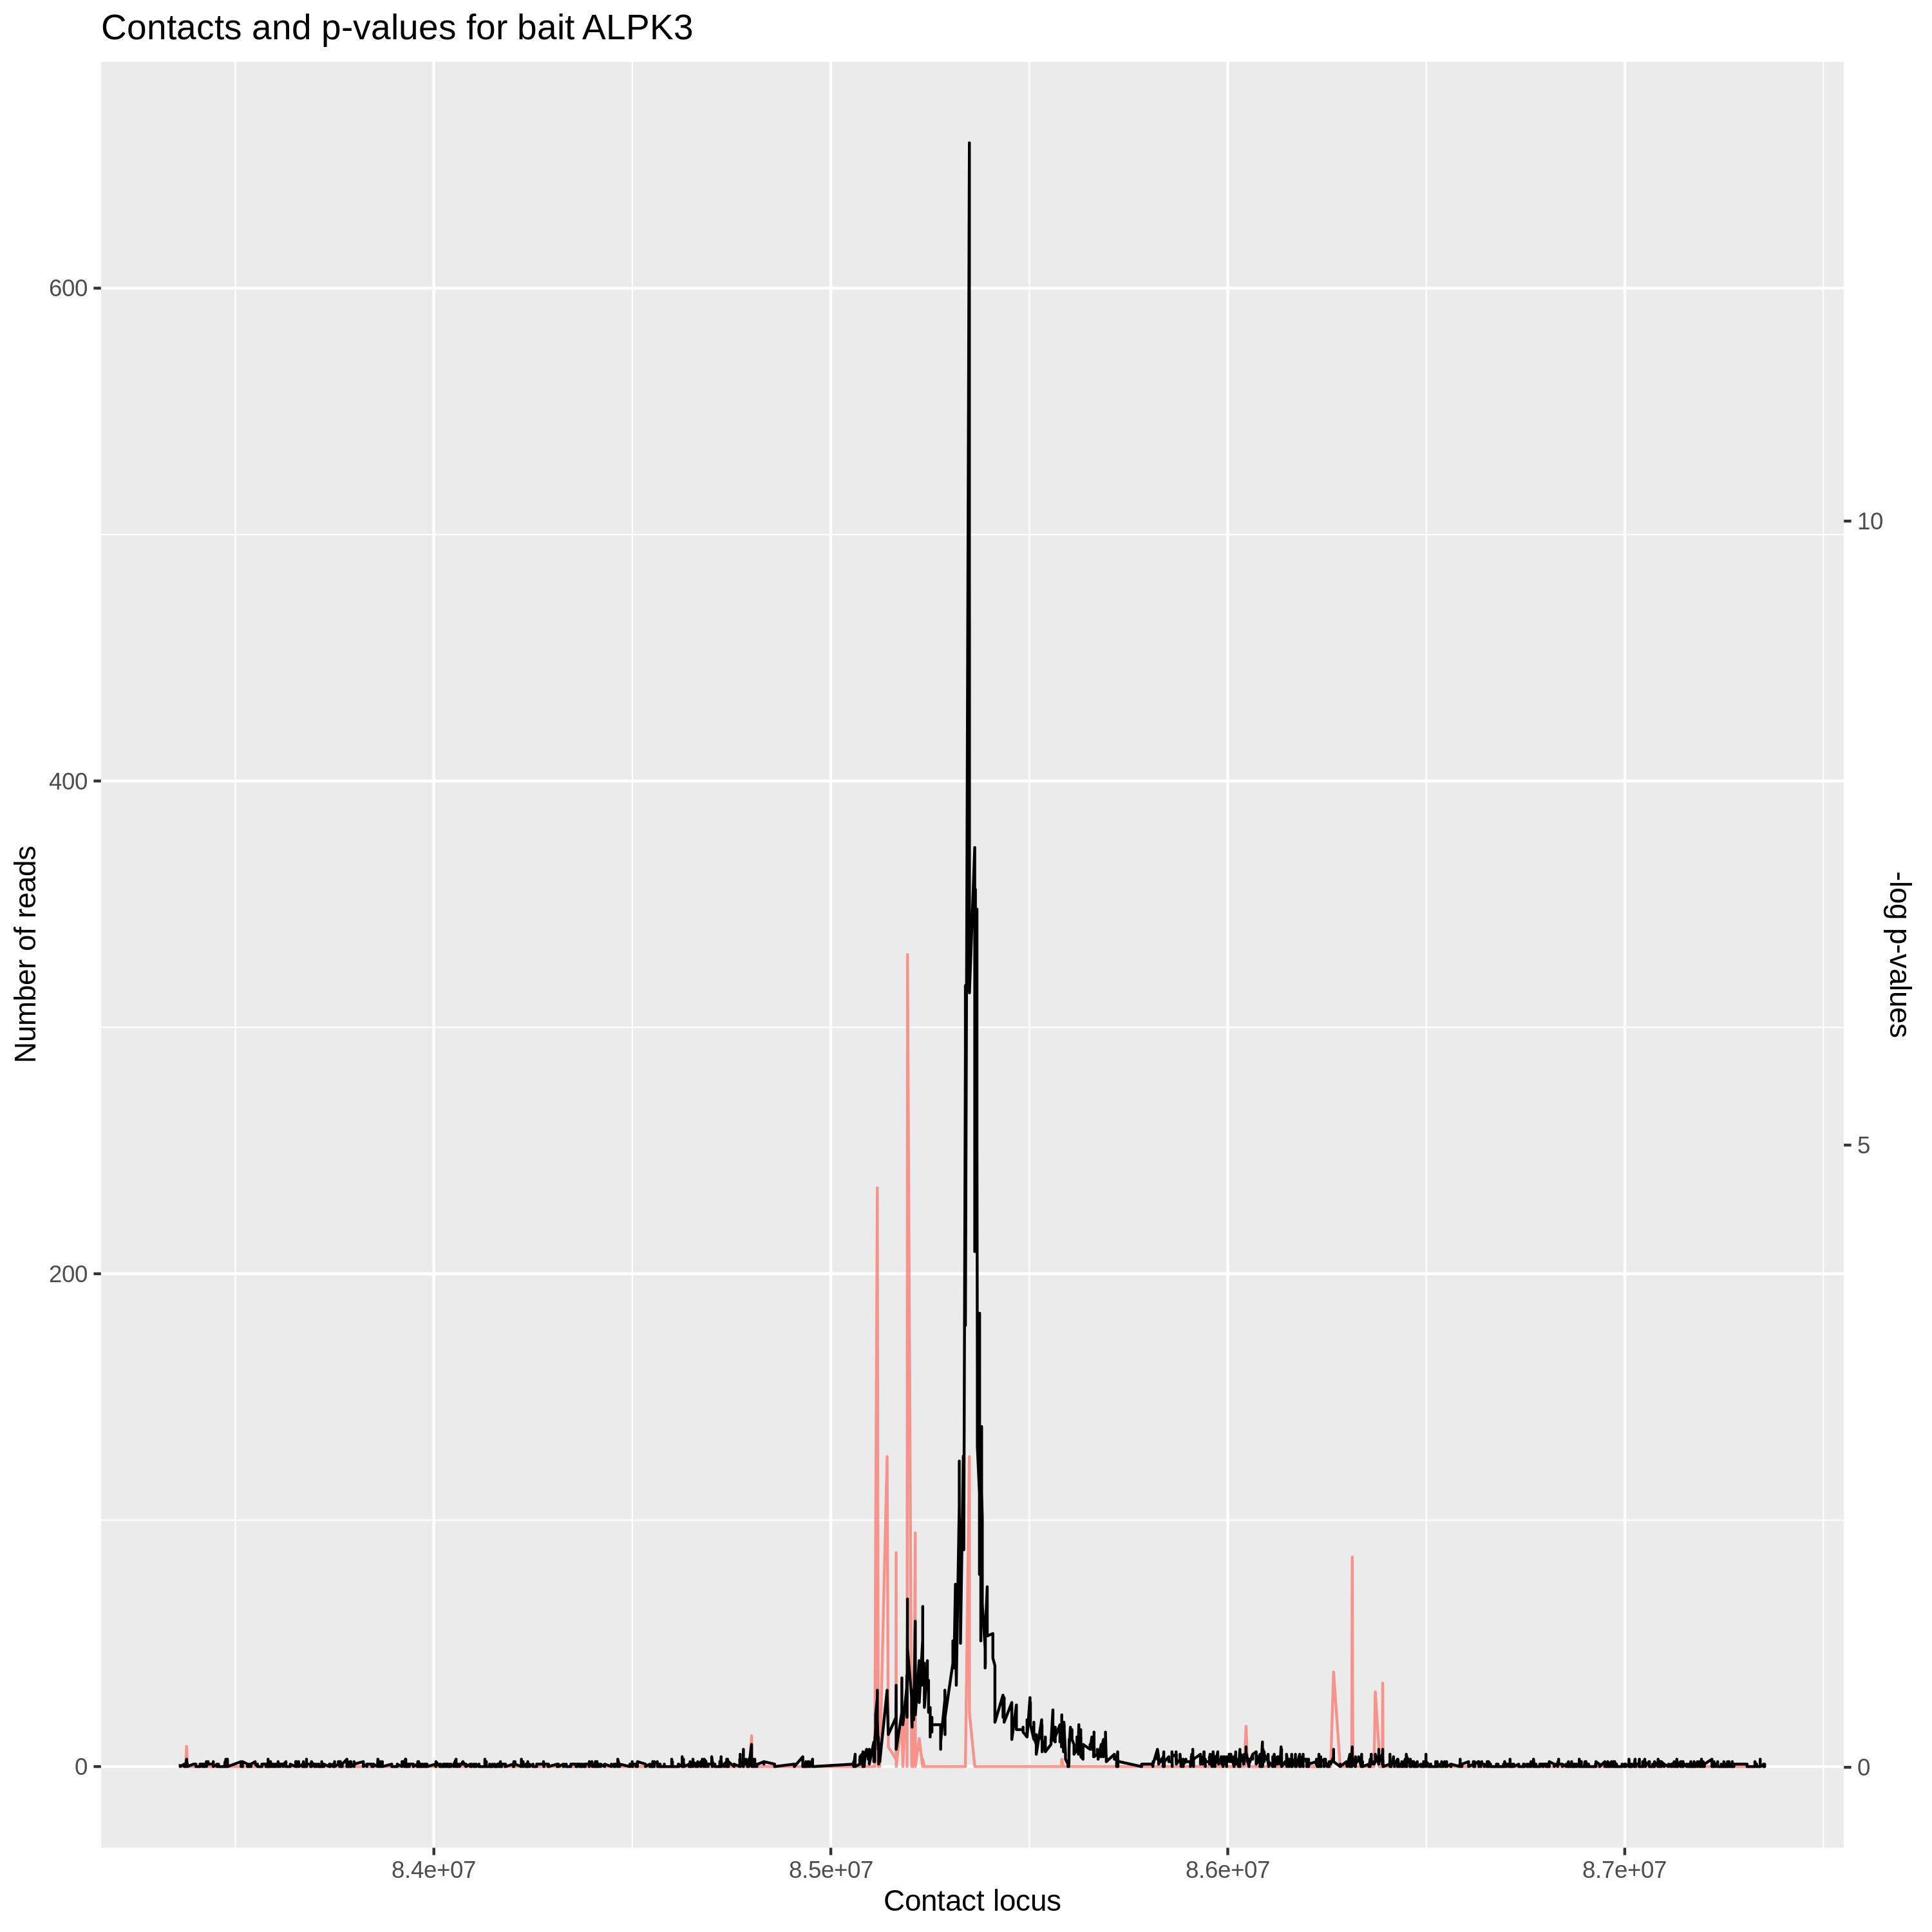 Contacts and p-values for bait ALPK3
600
400
200
0
Number of reads
10
5
0
-log p-values
8.4e+07
8.5e+07
8.6e+07
8.7e+07
Contact locus